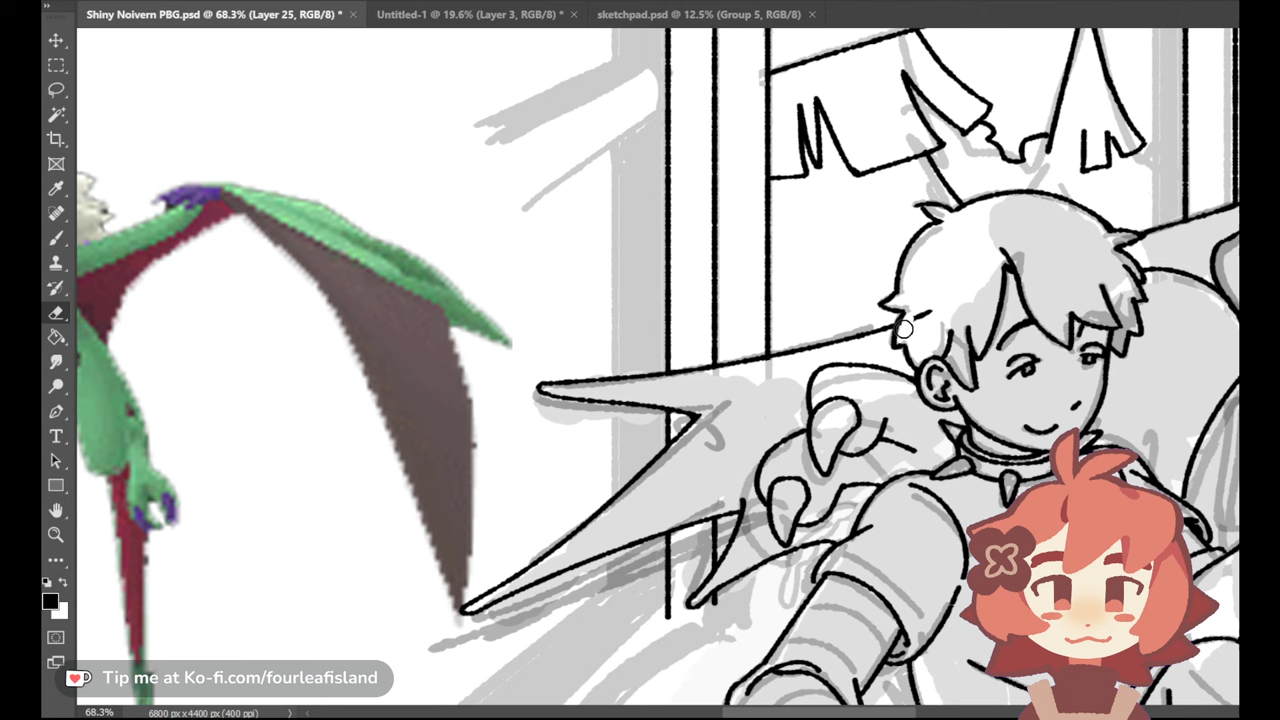 Shiny Noivern PBG.psd @ 68.3% (Layer 25, RGB/8) *
Untitled-1 @ 19.6% (Layer 3, RGB/8) *
sketchpad.psd @ 12.5% (Group 5, RGB/8)
Tip me at Ko-fi.com/fourleafisland
68.3%
6800 px x 4400 px (400 ppi)